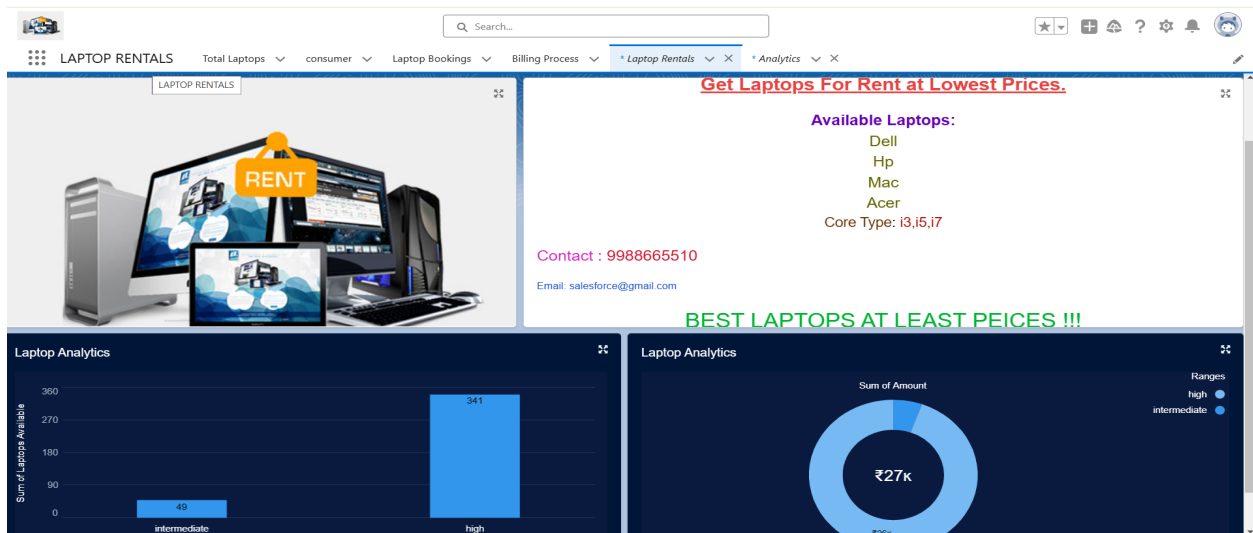 Search...
LAPTOP RENTALS
Total Laptops
consumer
Laptop Bookings
Billing Process
* Laptop Rentals
* Analytics
LAPTOP RENTALS
RENT
Get Laptops For Rent at Lowest Prices.
Available Laptops:
Dell
Hp
Mac
Acer
Core Type: i3,i5,i7
Contact : 9988665510
Email: salesforce@gmail.com
BEST LAPTOPS AT LEAST PEICES !!!
Laptop Analytics
Sum of Laptops Available
360
270
180
90
0
49
341
intermediate
high
Laptop Analytics
Sum of Amount
Ranges
high
intermediate
₹27K